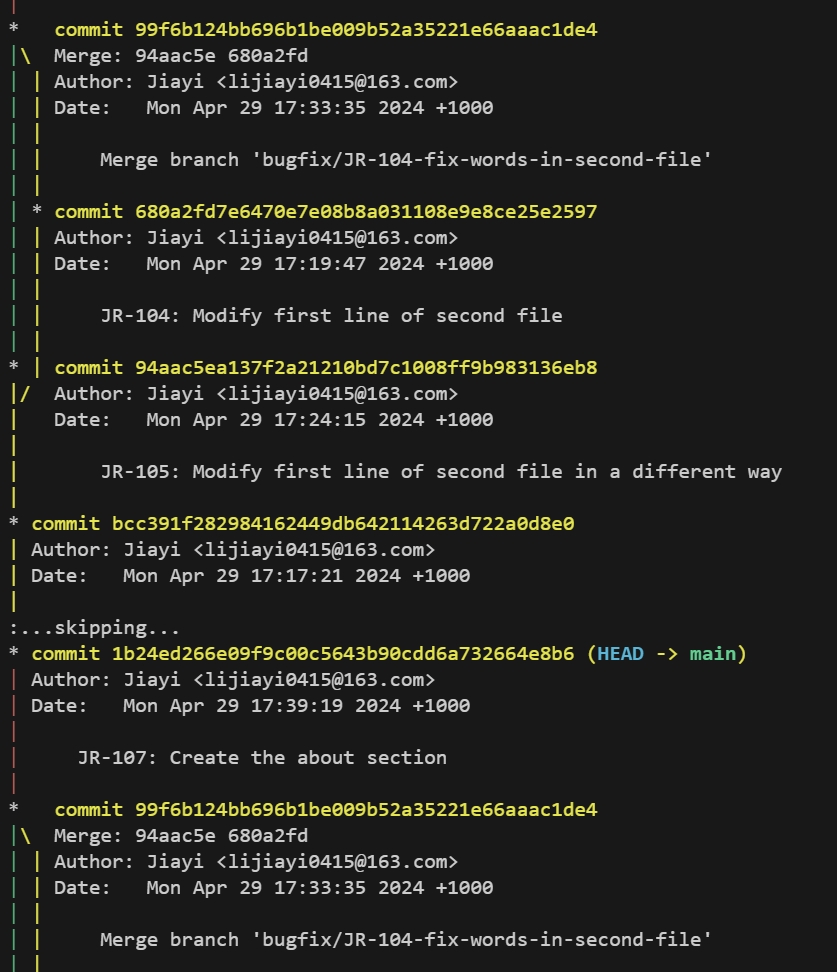 * commit 99f6b124bb696b1be009b52a35221e66aaac1de4
|\ Merge: 94aac5e 680a2fd
| | Author: Jiayi <lijiayi0415@163.com>
| | Date: Mon Apr 29 17:33:35 2024 +1000
| |
| | Merge branch 'bugfix/JR-104-fix-words-in-second-file'
| |
| * commit 680a2fd7e6470e7e08b8a031108e9e8ce25e2597
| | Author: Jiayi <lijiayi0415@163.com>
| | Date: Mon Apr 29 17:19:47 2024 +1000
| |
| | JR-104: Modify first line of second file
| |
* | commit 94aac5ea137f2a21210bd7c1008ff9b983136eb8
|/ Author: Jiayi <lijiayi0415@163.com>
| Date: Mon Apr 29 17:24:15 2024 +1000
|
| JR-105: Modify first line of second file in a different way
|
* commit bcc391f282984162449db642114263d722a0d8e0
| Author: Jiayi <lijiayi0415@163.com>
| Date: Mon Apr 29 17:17:21 2024 +1000
|
:...skipping...
* commit 1b24ed266e09f9c00c5643b90cdd6a732664e8b6 (HEAD -> main)
| Author: Jiayi <lijiayi0415@163.com>
| Date: Mon Apr 29 17:39:19 2024 +1000
|
| JR-107: Create the about section
|
* commit 99f6b124bb696b1be009b52a35221e66aaac1de4
|\ Merge: 94aac5e 680a2fd
| | Author: Jiayi <lijiayi0415@163.com>
| | Date: Mon Apr 29 17:33:35 2024 +1000
| |
| | Merge branch 'bugfix/JR-104-fix-words-in-second-file'
| |